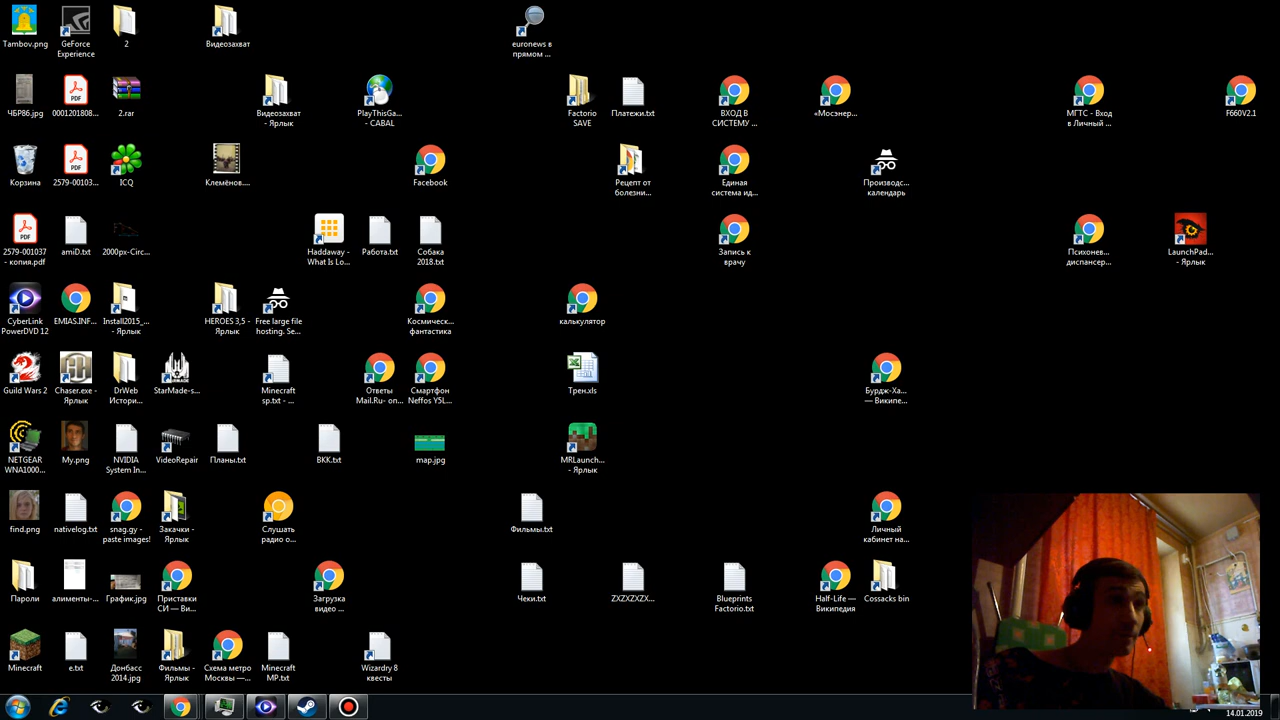 Tambov.png
GeForce
Experience
2
Видеозахват
euronews в
прямом ...
ЧБР86.jpg
0001201808...
2.rar
Видеозахват
- Ярлык
PlayThisGa...
- CABAL
Factorio
SAVE
Платежи.txt
ВХОД В
СИСТЕМУ ...
«Мосэнер...
МГТС - Вход
в Личный ...
F660V2.1
Корзина
2579-00103...
ICQ
Клемёнов....
Facebook
Рецепт от
болезни...
Единая
система ид...
Производс...
календарь
2579-001037
- копия.pdf
amiD.txt
2000px-Circ...
Haddaway -
What Is Lo...
Работа.txt
Собака
2018.txt
Запись к
врачу
Психонев...
диспансер...
LaunchPad...
- Ярлык
CyberLink
PowerDVD 12
EMIAS.INF...
Install2015_...
- Ярлык
HEROES 3,5 -
Ярлык
Free large file
hosting. Se...
Космическ...
фантастика
калькулятор
Guild Wars 2
Chaser.exe -
Ярлык
DrWeb
Истори...
StarMade-s...
Minecraft
sp.txt - ...
Ответы
Mail.Ru- on...
Смартфон
Neffos Y5L...
Трен.xls
Бурдж-Ха...
— Википе...
NETGEAR
WNA1000...
My.png
NVIDIA
System In...
VideoRepair
Планы.txt
ВКК.txt
map.jpg
MRLaunch...
- Ярлык
find.png
nativelog.txt
snag.gy -
paste images!
Закачки -
Ярлык
Слушать
радио о...
Фильмы.txt
Личный
кабинет на...
Пароли
алименты-...
График.jpg
Приставки
СИ — Ви...
Загрузка
видео ...
Чеки.txt
ZXZXZXZX...
Blueprints
Factorio.txt
Half-Life —
Википедия
Cossacks bin
Minecraft
e.txt
Донбасс
2014.jpg
Фильмы -
Ярлык
Схема метро
Москвы —...
Minecraft
MP.txt
Wizardry 8
квесты
14.01.2019